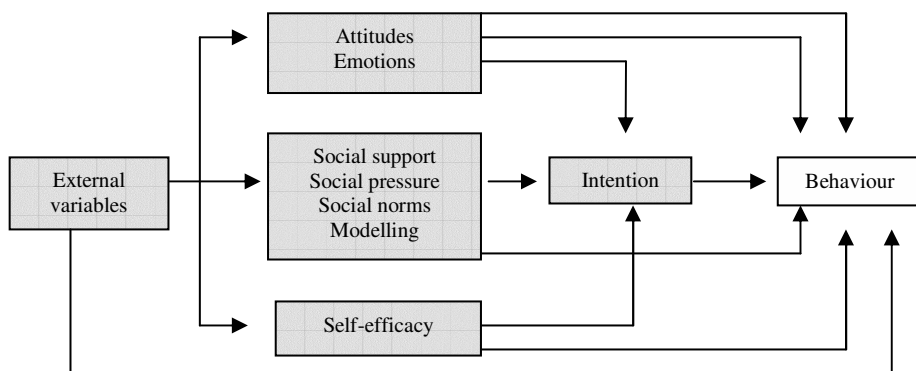 Attitudes
Emotions
External
variables
Social support
Social pressure
Social norms
Modelling
Intention
Behaviour
Self-efficacy